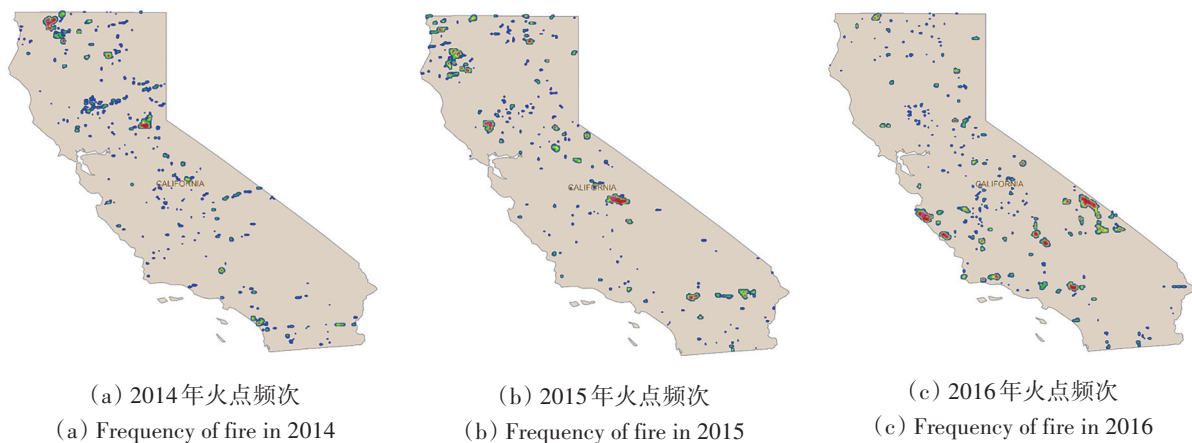 CALIFORNIA
CALIFORNIA
CALIFORNIA
(a) 2014年火点频次
(a) Frequency of fire in 2014
(b) 2015年火点频次
(b) Frequency of fire in 2015
(c) 2016年火点频次
(c) Frequency of fire in 2016